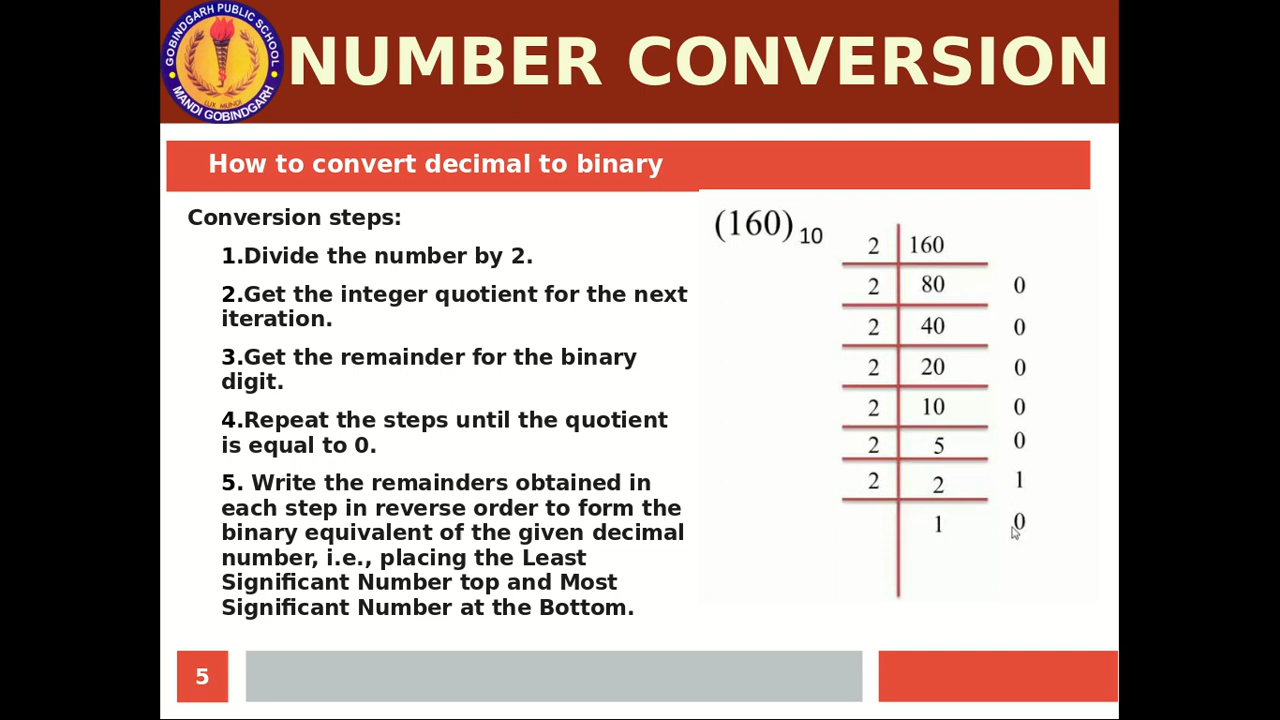 GOBINDGARH PUBLIC SCHOOL
LUX MUNDI
MANDI GOBINDGARH
NUMBER CONVERSION
How to convert decimal to binary
Conversion steps:
1.Divide the number by 2.
2.Get the integer quotient for the next
iteration.
3.Get the remainder for the binary
digit.
4.Repeat the steps until the quotient
is equal to 0.
5. Write the remainders obtained in
each step in reverse order to form the
binary equivalent of the given decimal
number, i.e., placing the Least
Significant Number top and Most
Significant Number at the Bottom.
(160) 10
2 160
2 80 0
2 40 0
2 20 0
2 10 0
2 5 0
2 2 1
1 0
5